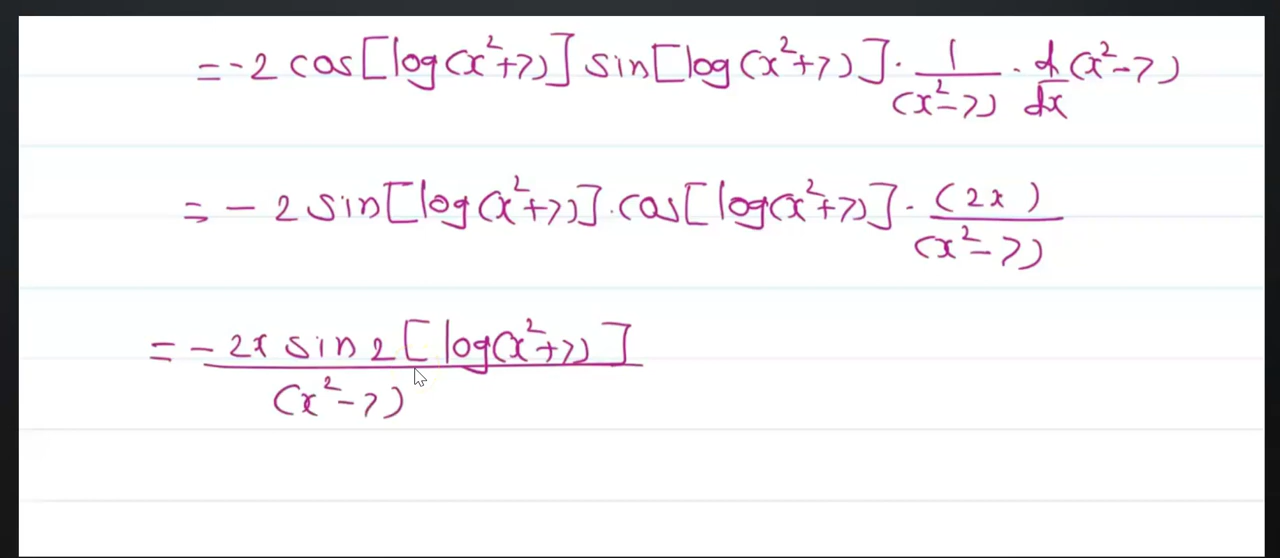 = -2 cos[log(x²+7)] sin[log(x²+7)] · 1/(x²-7) · d/dx (x²-7)
= -2 sin[log(x²+7)] · cos[log(x²+7)] · (2x)/(x²-7)
= -2x sin 2[log(x²+7)]/(x²-7)